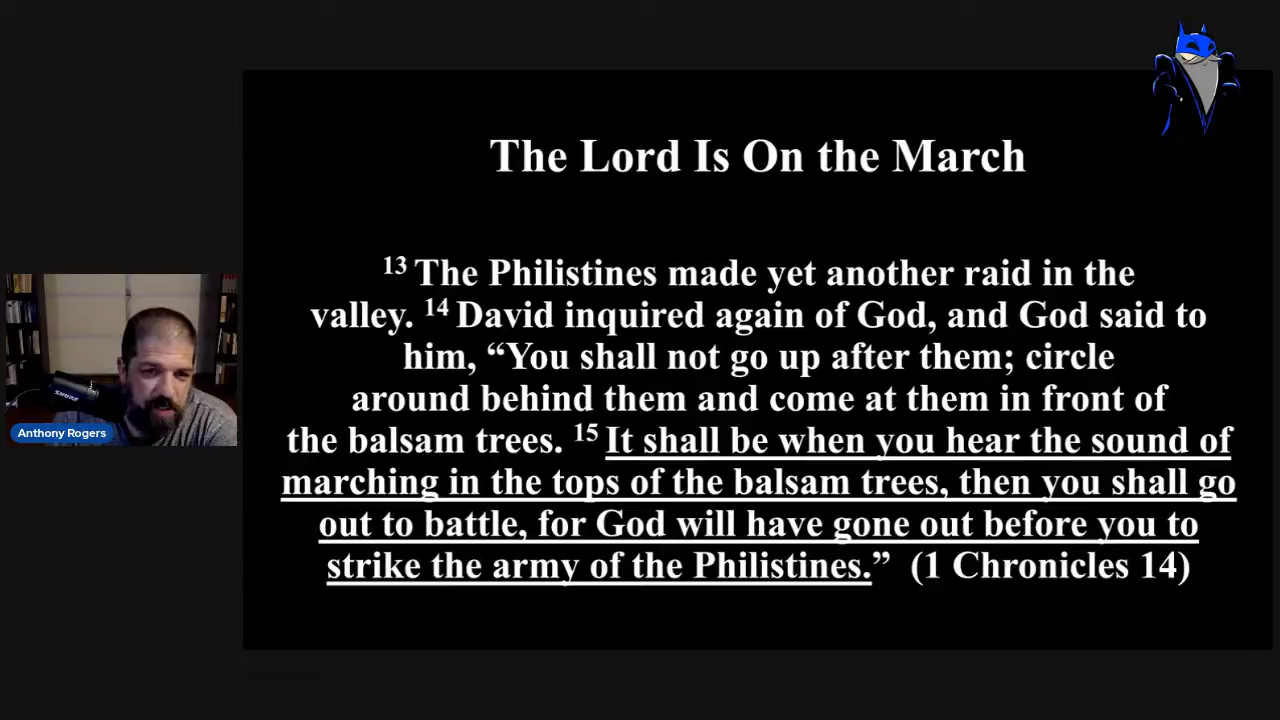 The Lord Is On the March
13 The Philistines made yet another raid in the
valley. 14 David inquired again of God, and God said to
him, “You shall not go up after them; circle
around behind them and come at them in front of
the balsam trees. 15 It shall be when you hear the sound of
marching in the tops of the balsam trees, then you shall go
out to battle, for God will have gone out before you to
strike the army of the Philistines.” (1 Chronicles 14)
SHURE
Anthony Rogers